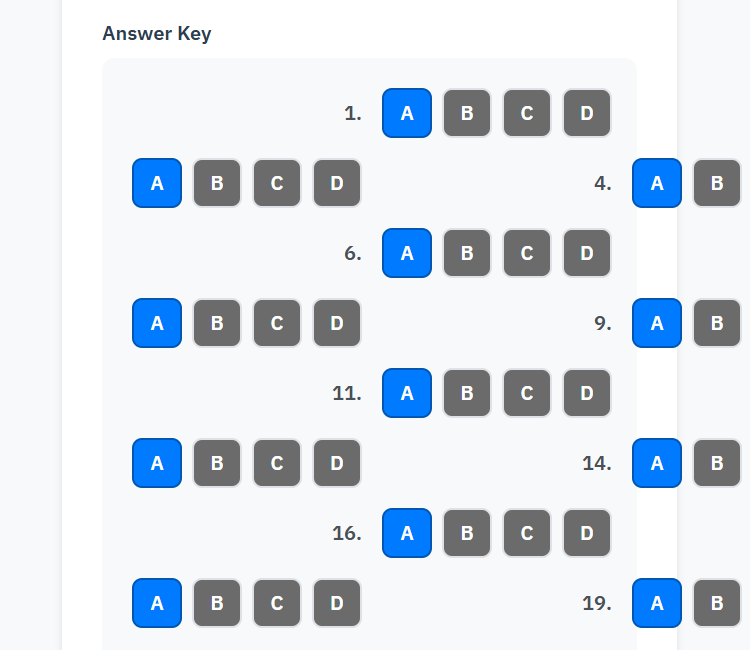 Answer Key
1. A B C D
A B C D 4. A B
6. A B C D
A B C D 9. A B
11. A B C D
A B C D 14. A B
16. A B C D
A B C D 19. A B